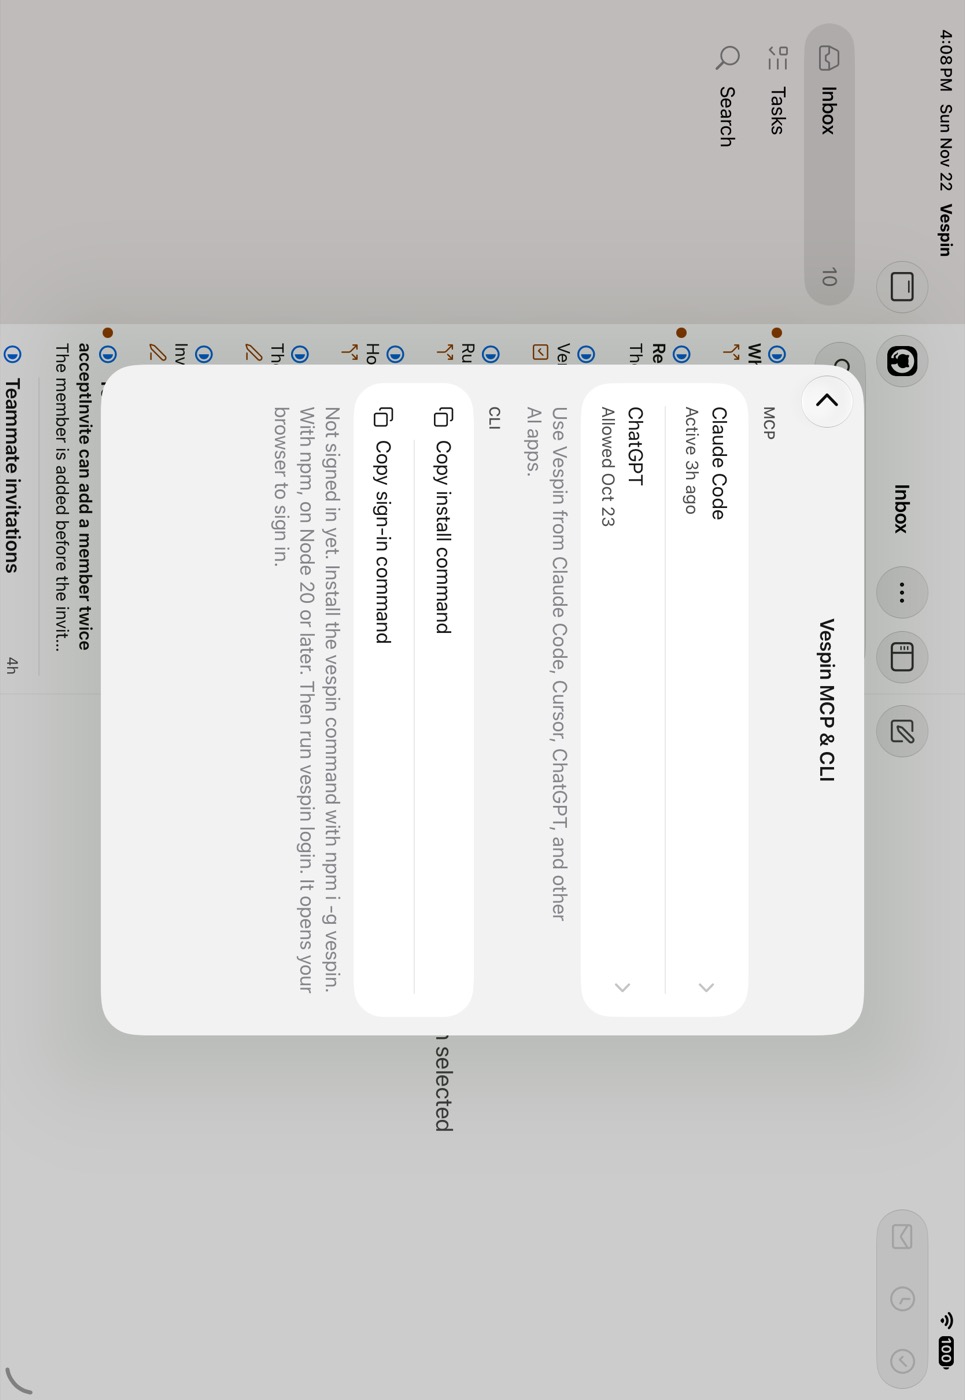 4:08 PM Sun Nov 22 Vespin
100
Inbox
Inbox 10
Tasks
Search
Vespin MCP & CLI
MCP
Claude Code
Active 3h ago
ChatGPT
Allowed Oct 23
Use Vespin from Claude Code, Cursor, ChatGPT, and other
AI apps.
CLI
Copy install command
Copy sign-in command
Not signed in yet. Install the vespin command with npm i -g vespin.
With npm, on Node 20 or later. Then run vespin login. It opens your
browser to sign in.
selected
acceptInvite can add a member twice
The member is added before the invit...
Teammate invitations 4h